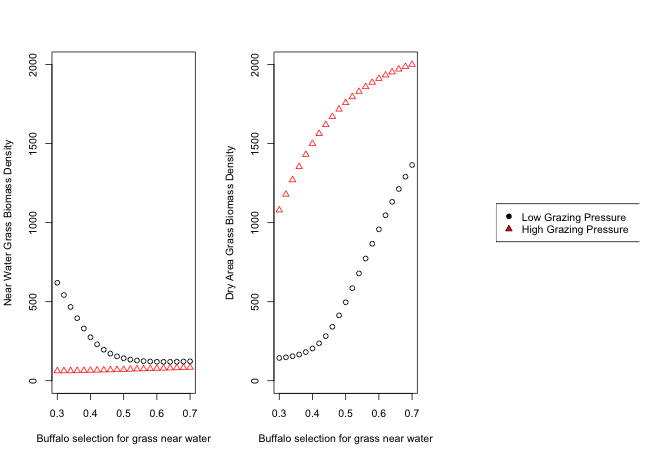 Near Water Grass Biomass Density
2000
1500
1000
500
0
0.3 0.4 0.5 0.6 0.7
Buffalo selection for grass near water
Dry Area Grass Biomass Density
2000
1500
1000
500
0
0.3 0.4 0.5 0.6 0.7
Buffalo selection for grass near water
Low Grazing Pressure
High Grazing Pressure